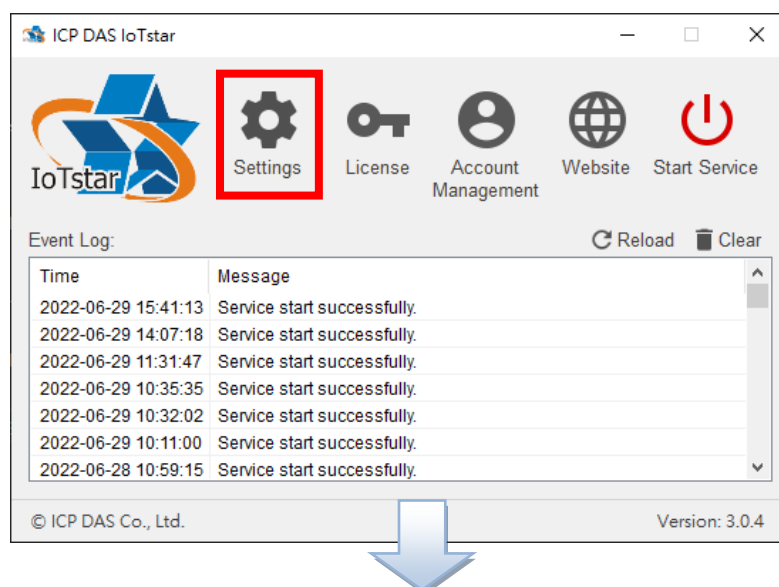 ICP DAS IoTstar
IoTstar
Settings
License
Account
Management
Website
Start Service
Event Log:
Reload
Clear
Time Message
2022-06-29 15:41:13 Service start successfully.
2022-06-29 14:07:18 Service start successfully.
2022-06-29 11:31:47 Service start successfully.
2022-06-29 10:35:35 Service start successfully.
2022-06-29 10:32:02 Service start successfully.
2022-06-29 10:11:00 Service start successfully.
2022-06-28 10:59:15 Service start successfully.
© ICP DAS Co., Ltd.
Version: 3.0.4